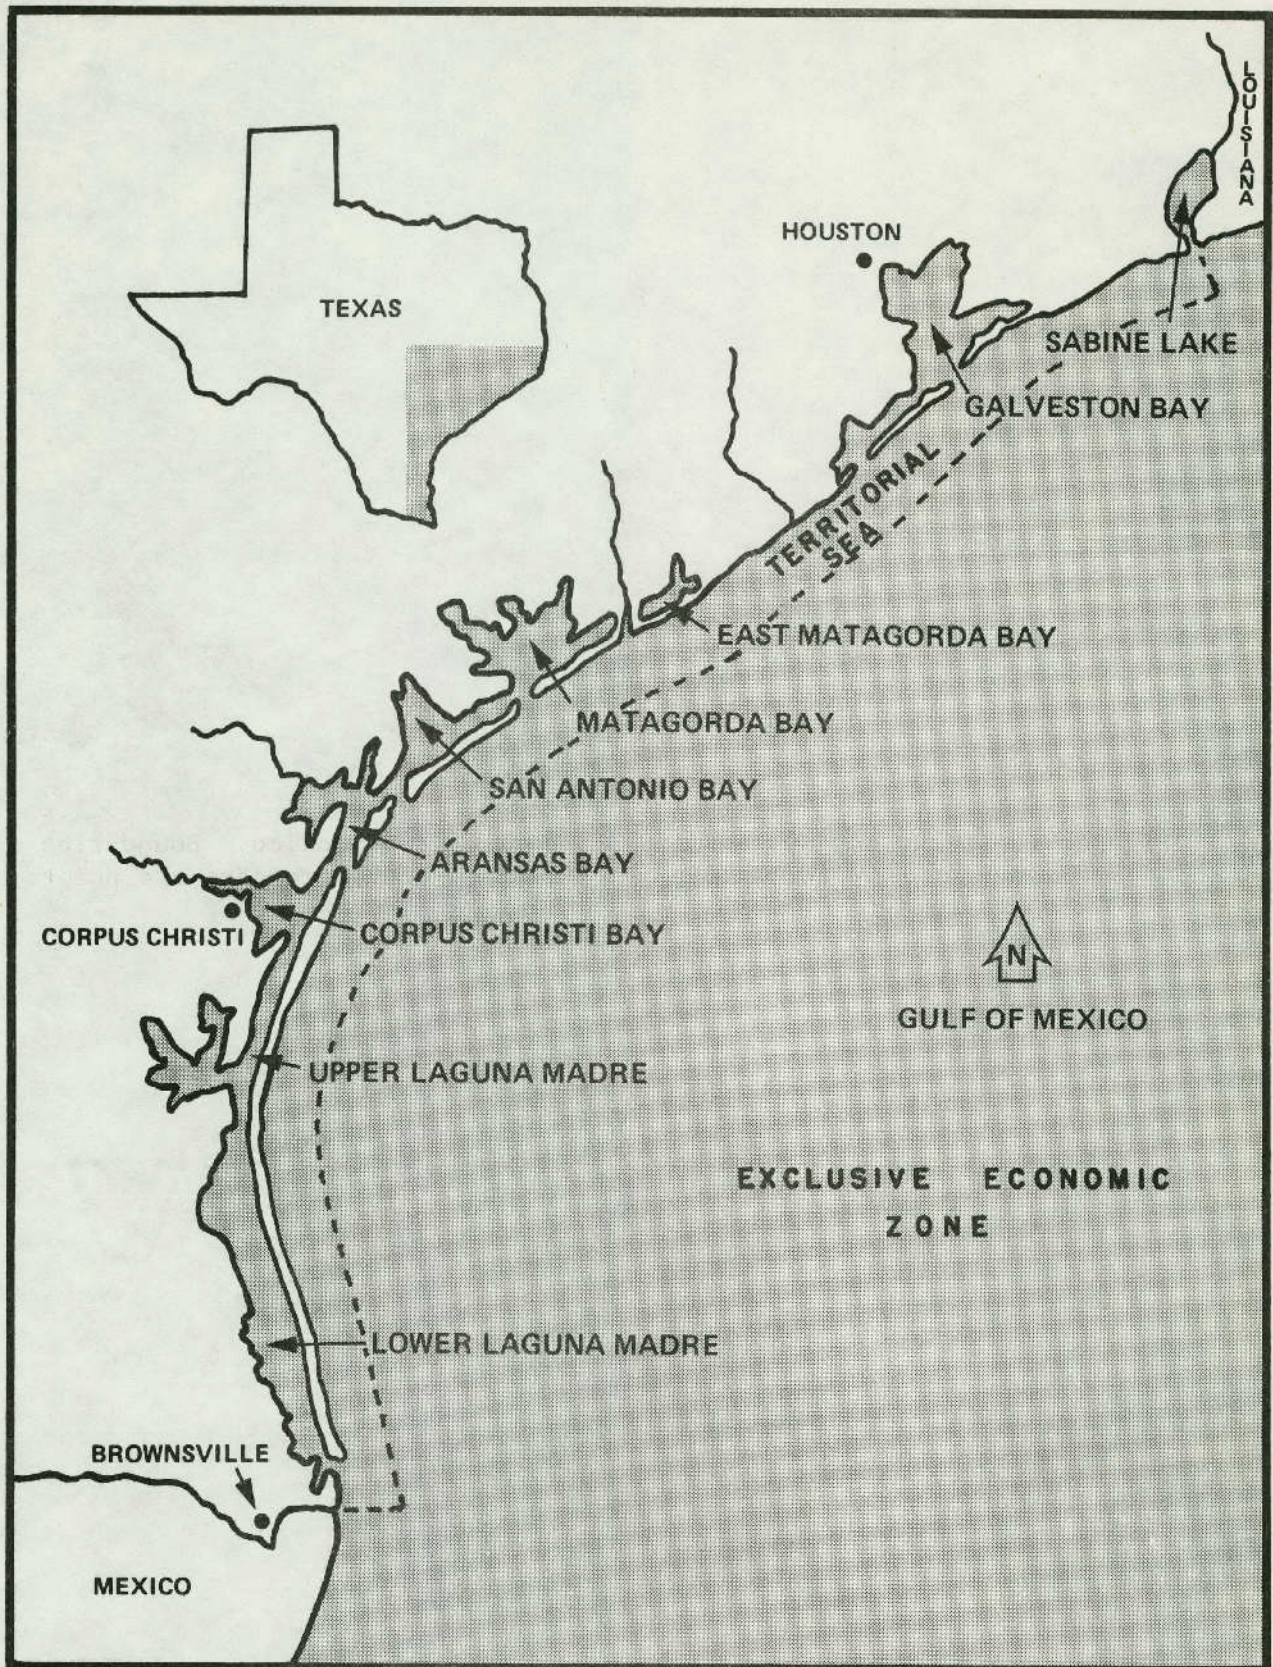 LOUISIANA
HOUSTON
TEXAS
SABINE LAKE
GALVESTON BAY
TERRITORIAL
SEA
EAST MATAGORDA BAY
MATAGORDA BAY
SAN ANTONIO BAY
ARANSAS BAY
CORPUS CHRISTI
CORPUS CHRISTI BAY
N
GULF OF MEXICO
UPPER LAGUNA MADRE
EXCLUSIVE ECONOMIC
ZONE
LOWER LAGUNA MADRE
BROWNSVILLE
MEXICO